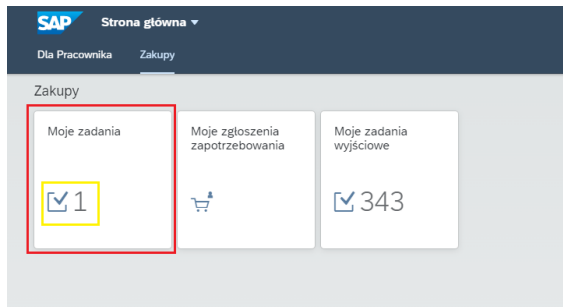 SAP Strona główna
Dla Pracownika Zakupy
Zakupy
Moje zadania
1
Moje zgłoszenia
zapotrzebowania
Moje zadania
wyjściowe
343